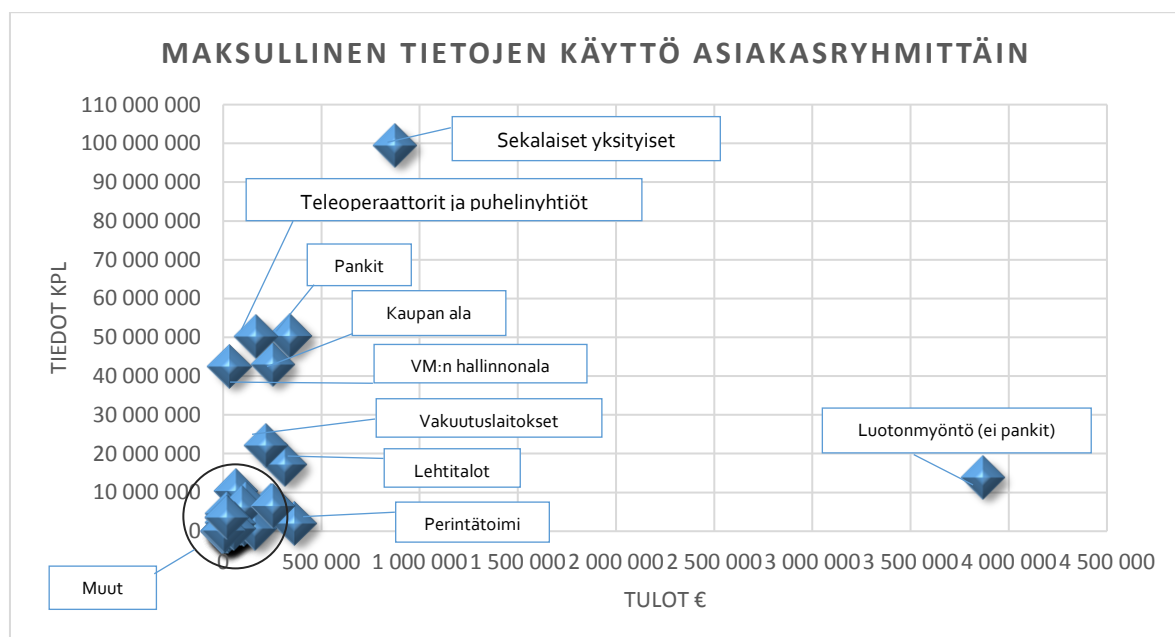 MAKSULLINEN TIETOJEN KÄYTTÖ ASIAKASRYHMITTÄIN
110 000 000
100 000 000
90 000 000
80 000 000
70 000 000
60 000 000
50 000 000
40 000 000
30 000 000
20 000 000
10 000 000
0
TIEDOT KPL
Sekalaiset yksityiset
Teleoperaattorit ja puhelinyhtiöt
Pankit
Kaupan ala
VM:n hallinnonala
Vakuutuslaitokset
Luotonmyöntö (ei pankit)
Lehtitalot
Perintätoimi
Muut
0 500 000 1 000 000 1 500 000 2 000 000 2 500 000 3 000 000 3 500 000 4 000 000 4 500 000
TULOT €